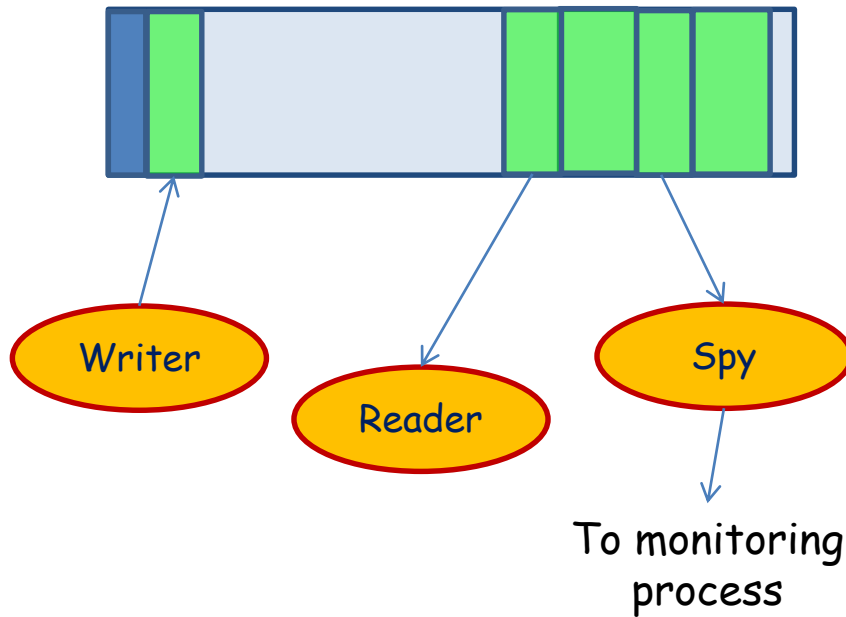 Writer
Reader
Spy
To monitoring
process